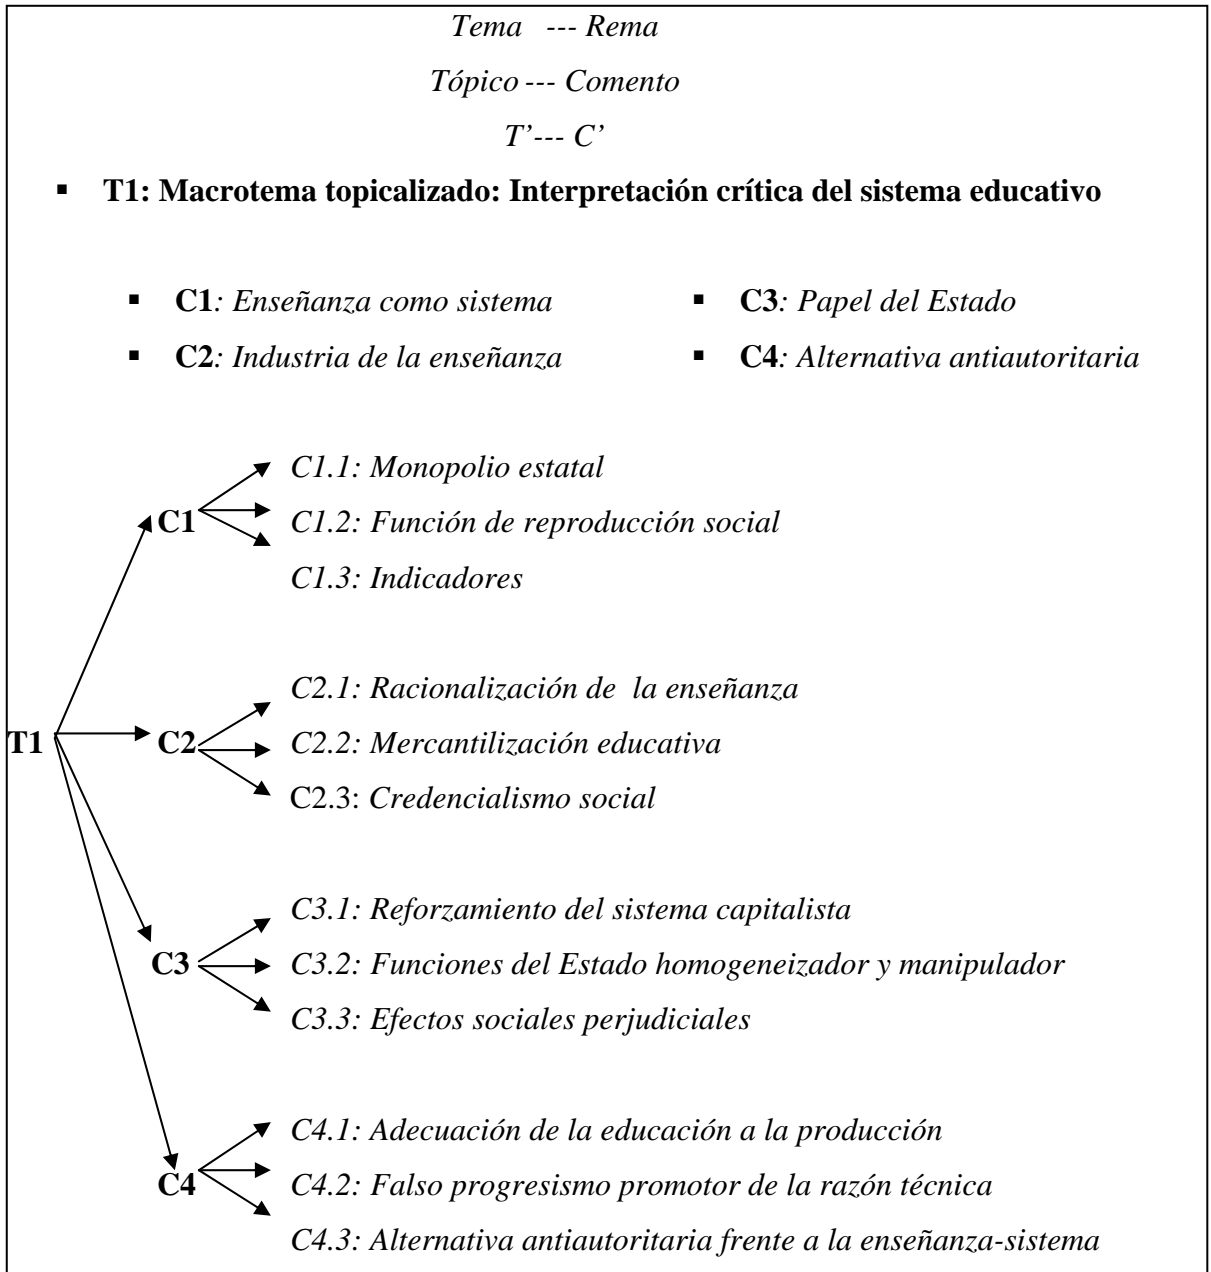 Tema --- Rema
Tópico --- Comento
T’--- C’
▪ T1: Macrotema topicalizado: Interpretación crítica del sistema educativo
▪ C1: Enseñanza como sistema
▪ C2: Industria de la enseñanza
▪ C3: Papel del Estado
▪ C4: Alternativa antiautoritaria
T1
C1
C1.1: Monopolio estatal
C1.2: Función de reproducción social
C1.3: Indicadores
C2
C2.1: Racionalización de la enseñanza
C2.2: Mercantilización educativa
C2.3: Credencialismo social
C3
C3.1: Reforzamiento del sistema capitalista
C3.2: Funciones del Estado homogeneizador y manipulador
C3.3: Efectos sociales perjudiciales
C4
C4.1: Adecuación de la educación a la producción
C4.2: Falso progresismo promotor de la razón técnica
C4.3: Alternativa antiautoritaria frente a la enseñanza-sistema